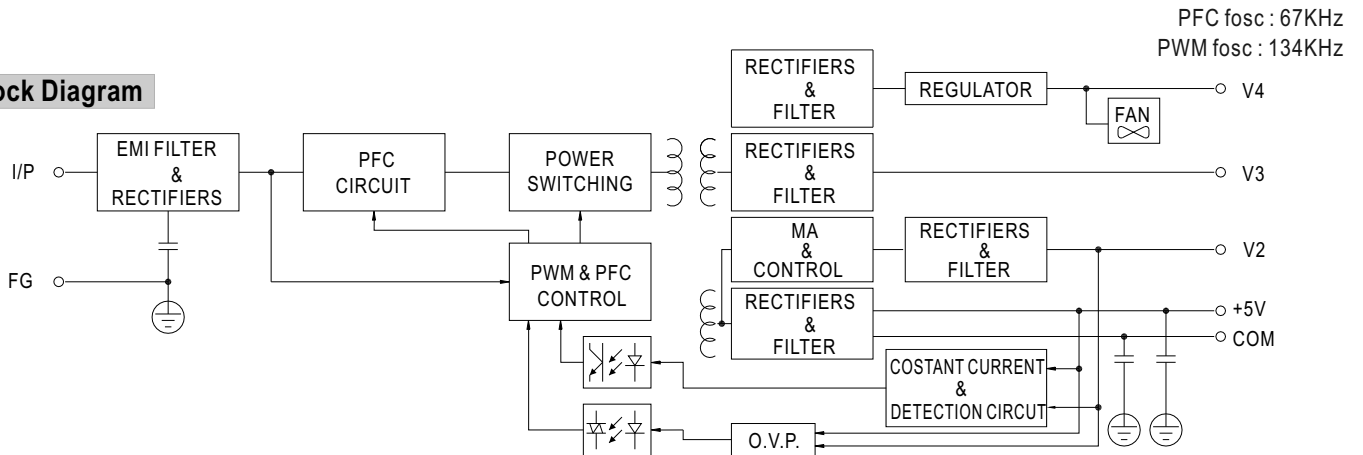 PFC fosc : 67KHz
PWM fosc : 134KHz
ock Diagram
RECTIFIERS
&
FILTER
REGULATOR
V4
FAN
I/P
EMI FILTER
&
RECTIFIERS
PFC
CIRCUIT
POWER
SWITCHING
RECTIFIERS
&
FILTER
V3
MA
&
CONTROL
RECTIFIERS
&
FILTER
V2
FG
PWM & PFC
CONTROL
RECTIFIERS
&
FILTER
+5V
COM
COSTANT CURRENT
&
DETECTION CIRCUT
O.V.P.